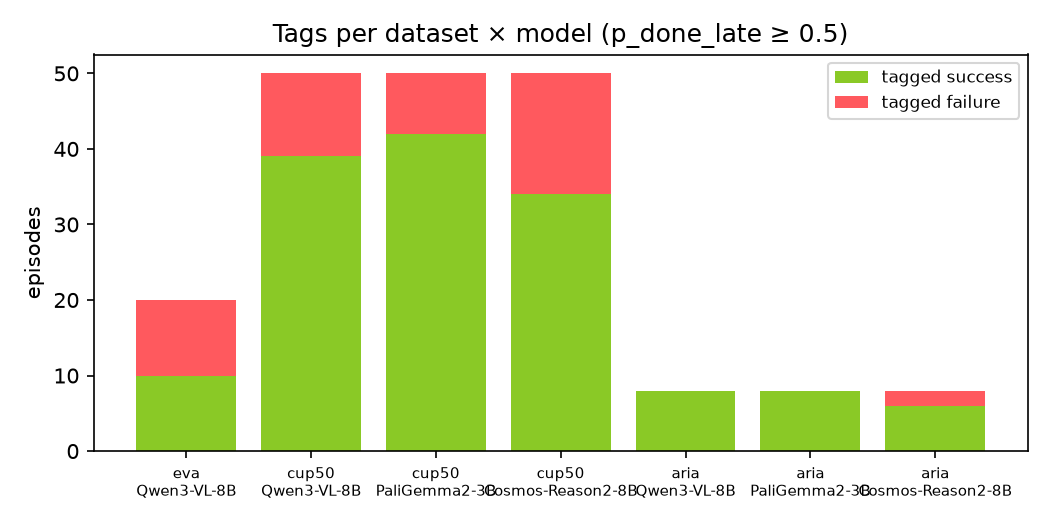 Tags per dataset × model (p_done_late ≥ 0.5)
tagged success
tagged failure
episodes
50
40
30
20
10
0
eva
Qwen3-VL-8B
cup50
Qwen3-VL-8B
cup50
PaliGemma2-3B
cup50
Cosmos-Reason2-8B
aria
Qwen3-VL-8B
aria
PaliGemma2-3B
aria
Cosmos-Reason2-8B